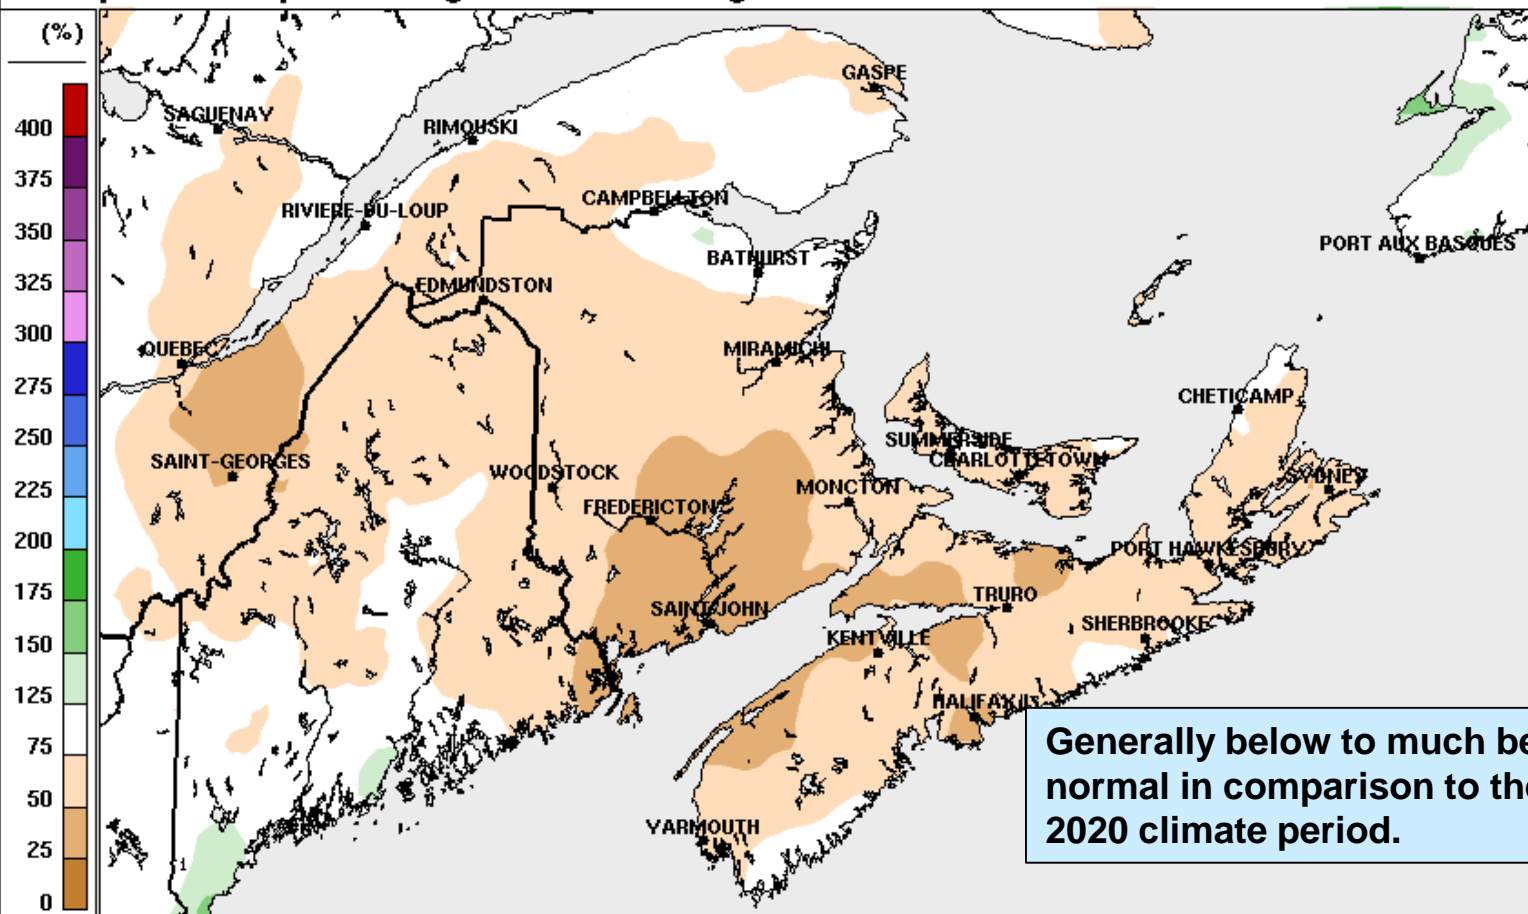 (%)
400
375
350
325
300
275
250
225
200
175
150
125
75
50
25
0
GASPE
SAGUENAY
RIMOUSKI
CAMPBELLTON
RIVIERE-DU-LOUP
PORT AUX BASQUES
BATHURST
EDMUNDSTON
QUEBEC
MIRAMICHI
CHETICAMP
SUMMERSIDE
CHARLOTTETOWN
SAINT-GEORGES
WOODSTOCK
SYDNEY
MONCTON
FREDERICTON
PORT HAWKESBURY
TRURO
SAINT JOHN
SHERBROOKE
KENTVILLE
HALIFAX
YARMOUTH
Generally below to much be
normal in comparison to the
2020 climate period.